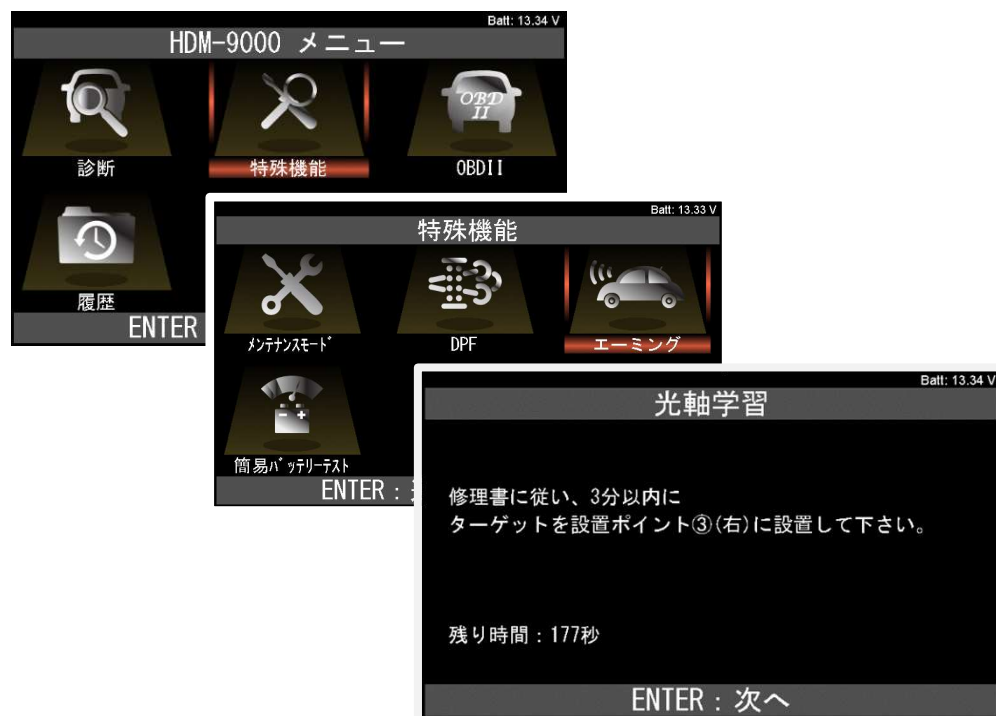 Batt: 13.34 V
HDM-9000 メニュー
診断
特殊機能
OBD II
OBDII
履歴
ENTER
Batt: 13.33 V
特殊機能
ﾒﾝﾃﾅﾝｽﾓｰﾄﾞ
DPF
エーミング
簡易ﾊﾞｯﾃﾘｰﾃｽﾄ
ENTER :
Batt: 13.34 V
光軸学習
修理書に従い、3分以内に
ターゲットを設置ポイント③(右)に設置して下さい。
残り時間：177秒
ENTER : 次へ